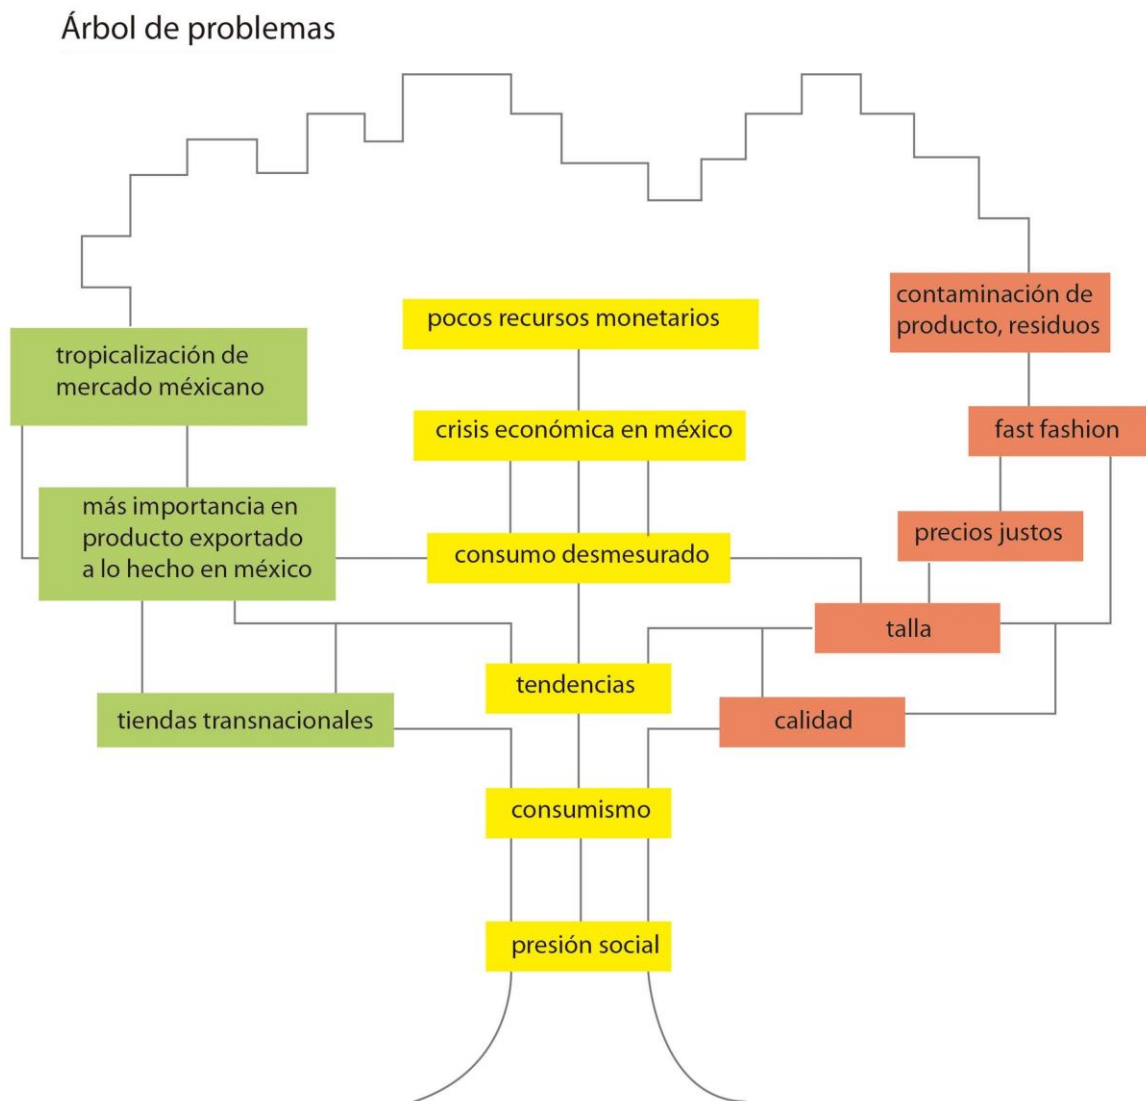 Árbol de problemas
contaminación de
producto, residuos
pocos recursos monetarios
tropicalización de
mercado méxicano
crisis económica en méxico
fast fashion
más importancia en
producto exportado
a lo hecho en méxico
precios justos
consumo desmesurado
talla
tendencias
tiendas transnacionales
calidad
consumismo
presión social